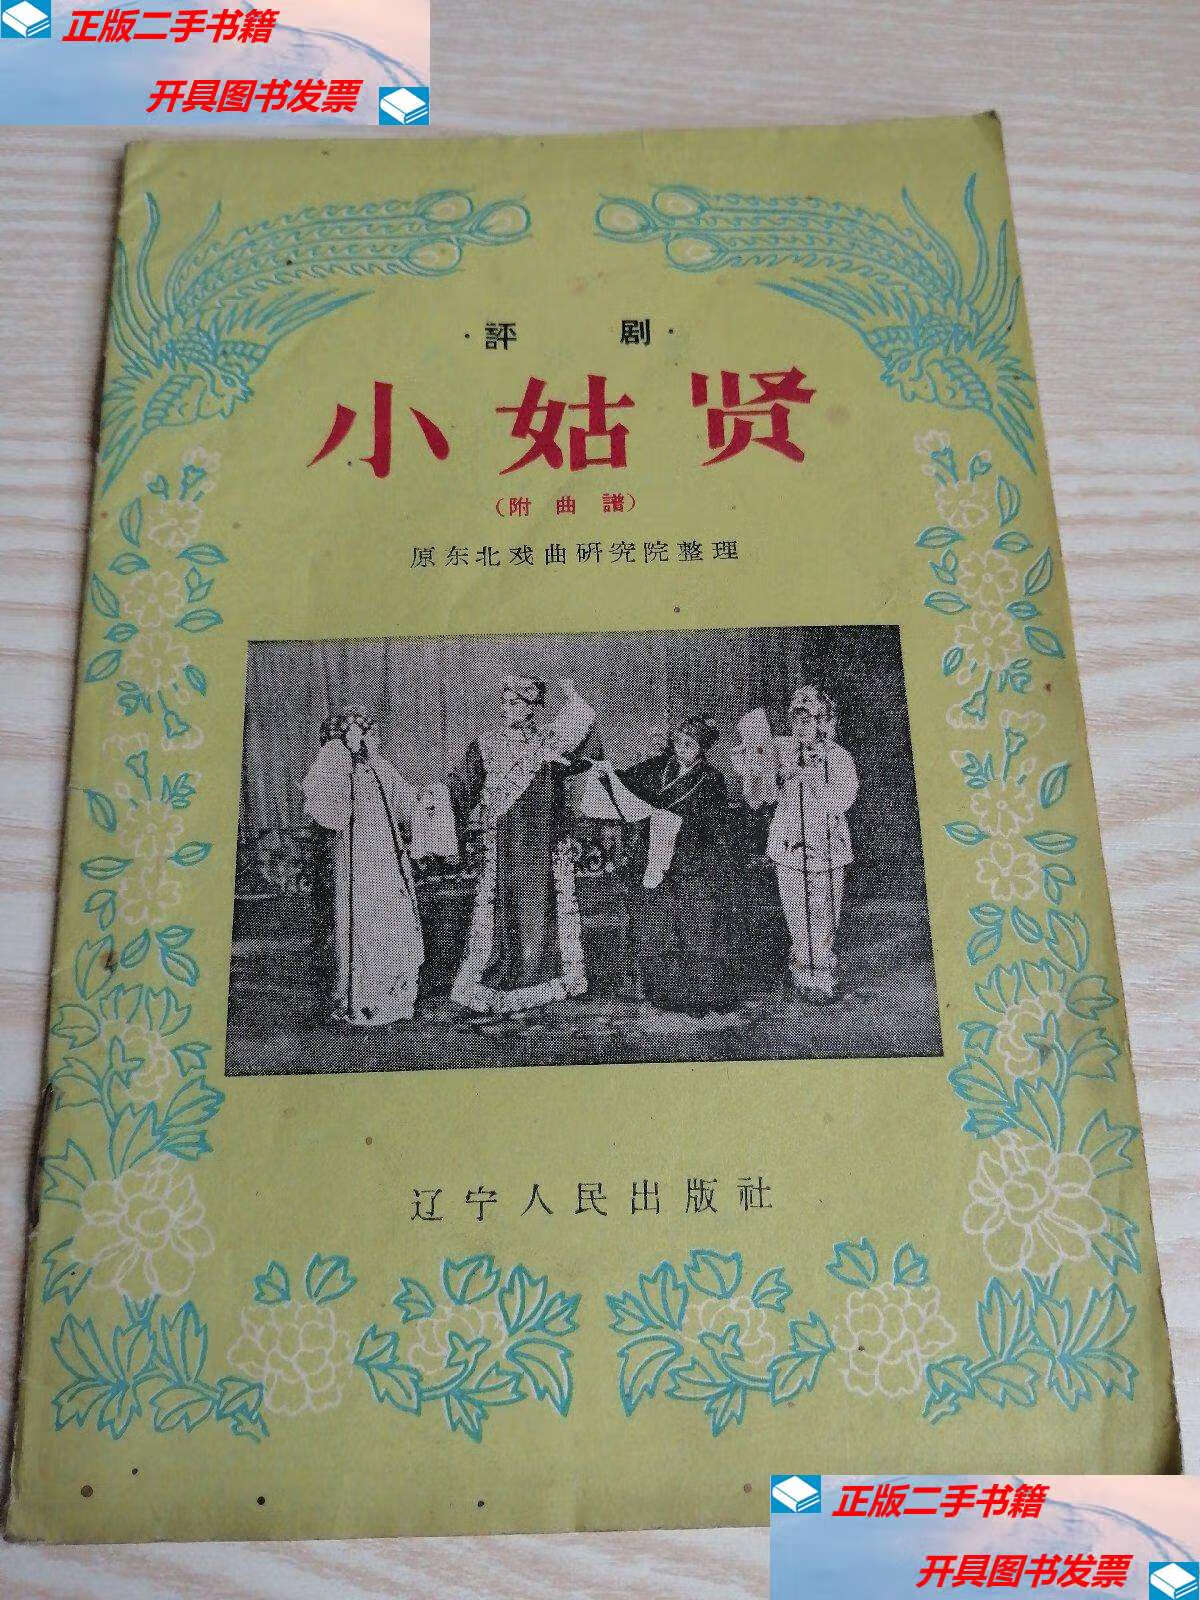 正版二手书籍
开具图书发票
·評剧·
小姑贤
（附曲譜）
原东北戏曲研究院整理
辽宁人民出版社
正版二手书籍
开具图书发票